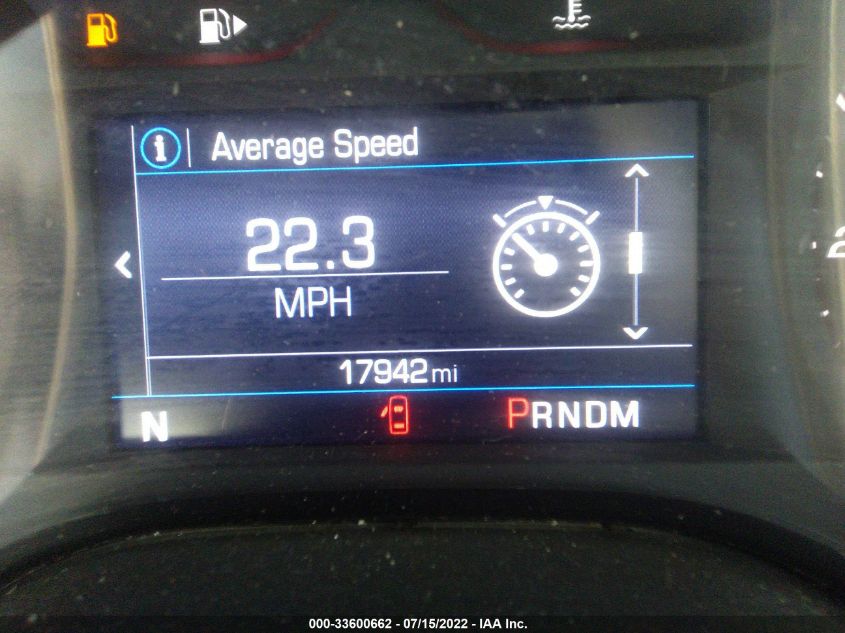 Average Speed
22.3
MPH
17942 mi
N
PRNDM
000-33600662 - 07/15/2022 - IAA Inc.